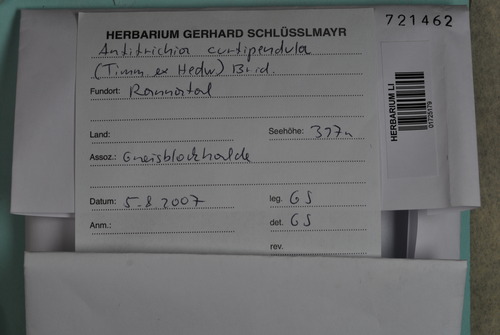 721462
HERBARIUM GERHARD SCHLÜSSLMAYR
Antitrichia curtipendula
(Timm. ex Hedw) Brid.
Fundort: Rannatal
Land:
Seehöhe: 397m
Assoz.: Gneisblockhalde
Datum: 5.8.2007
leg. GS
Anm.:
det. GS
rev.
HERBARIUM LI